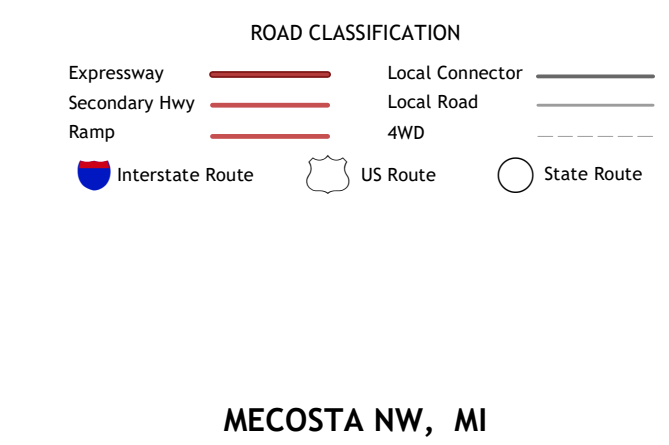 ROAD CLASSIFICATION
Expressway
Local Connector
Secondary Hwy
Local Road
Ramp
4WD
Interstate Route
US Route
State Route
MECOSTA NW, MI